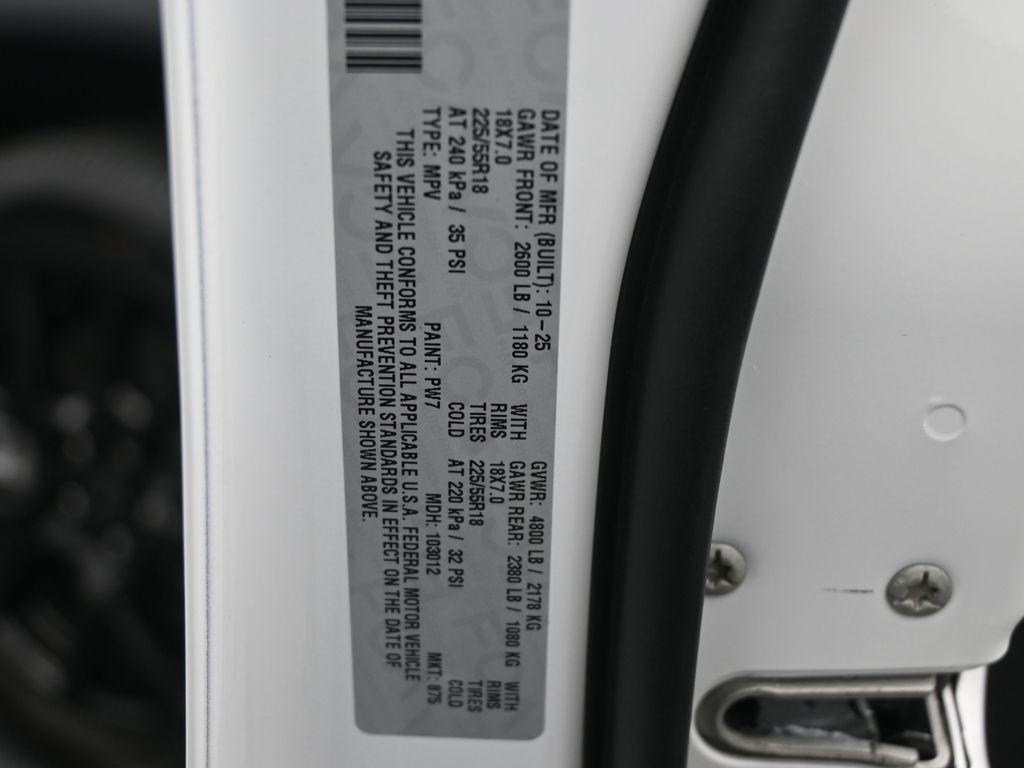 DATE OF MFR (BUILT): 10-25 GVWR: 4800 LB / 2178 KG
GAWR FRONT: 2600 LB / 1180 KG WITH GAWR REAR: 2380 LB / 1080 KG WITH
18X7.0 RIMS 18X7.0 RIMS
225/55R18 TIRES 225/55R18 TIRES
AT 240 kPa / 35 PSI COLD AT 220 kPa / 32 PSI COLD
TYPE: MPV PAINT: PW7 MDH: 103012 MKT: 875
THIS VEHICLE CONFORMS TO ALL APPLICABLE U.S.A. FEDERAL MOTOR VEHICLE
SAFETY AND THEFT PREVENTION STANDARDS IN EFFECT ON THE DATE OF
MANUFACTURE SHOWN ABOVE.